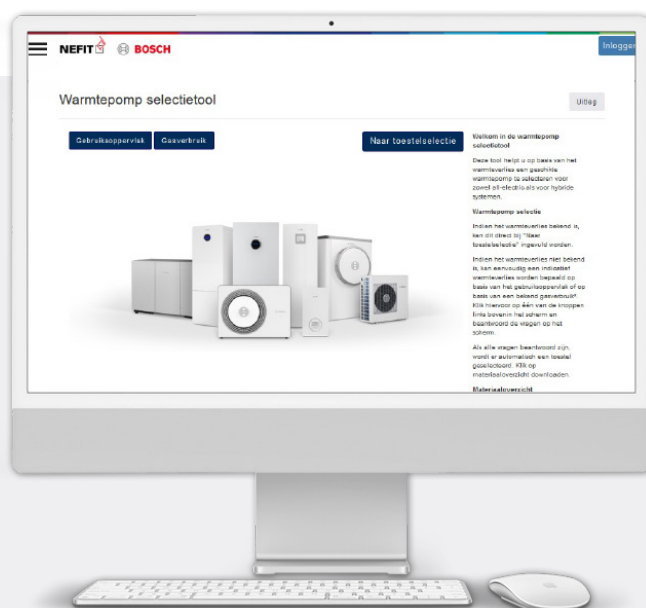 NEFIT BOSCH
Inloggen
Warmtepomp selectietool
Uitleg
Gebruiksoppervlak Gasverbruik Naar toestelselectie
Welkom in de warmtepomp
selectietool
Deze tool helpt u op basis van het
warmteverlies een geschikte
warmtepomp te selecteren voor
zowel all-electric als voor hybride
systemen.
Warmtepomp selectie
Indien het warmteverlies bekend is,
kan dit direct bij "Naar
toestelselectie" ingevuld worden.
Indien het warmteverlies niet bekend
is, kan eenvoudig een indicatief
warmteverlies worden bepaald op
basis van het gebruiksoppervlak of op
basis van een bekend gasverbruik.
Klik hiervoor op één van de knoppen
links bovenin het scherm en
beantwoord de vragen op het
scherm.
Als alle vragen beantwoord zijn,
wordt er automatisch een toestel
geselecteerd. Klik op
materiaaloverzicht downloaden.
Materiaaloverzicht